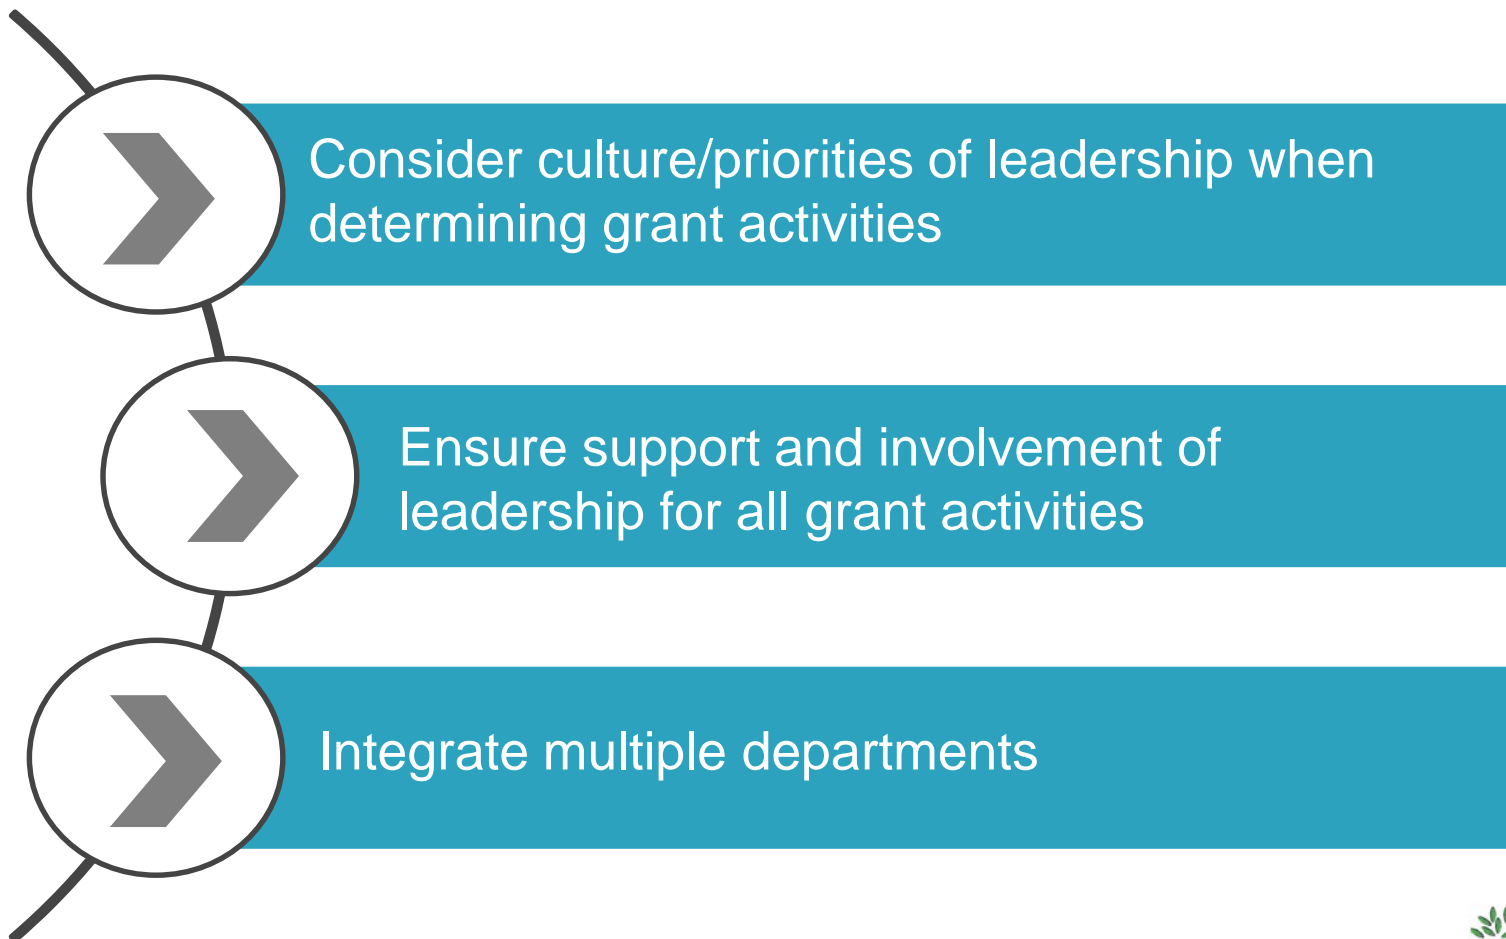 Consider culture/priorities of leadership when
determining grant activities
Ensure support and involvement of
leadership for all grant activities
Integrate multiple departments